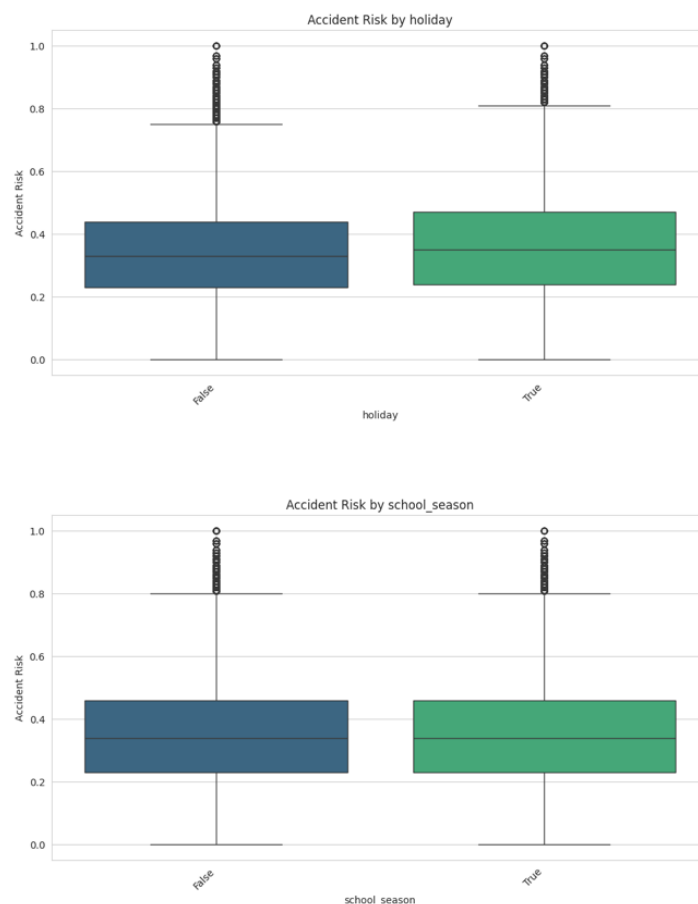 Accident Risk by holiday
1.0
0.8
0.6
0.4
0.2
0.0
Accident Risk
False
True
holiday
Accident Risk by school_season
1.0
0.8
0.6
0.4
0.2
0.0
Accident Risk
False
True
school_season